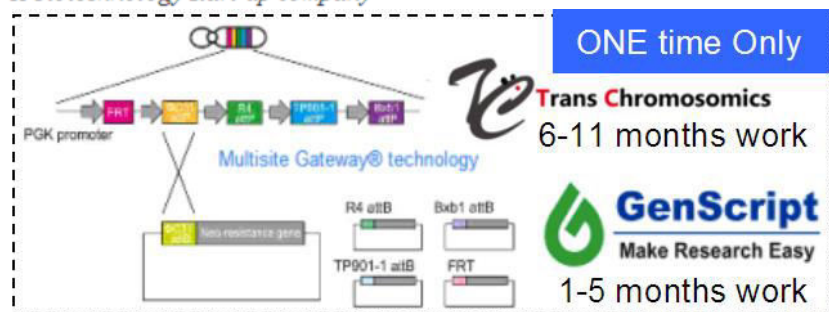 ONE time Only
FRT
R4
attP
TP901-1
attP
Bxb1
attP
PGK promoter
Trans Chromosomics
6-11 months work
Multisite Gateway® technology
Neo-resistance gene
R4 attB
Bxb1 attB
TP901-1 attB
FRT
GenScript
Make Research Easy
1-5 months work